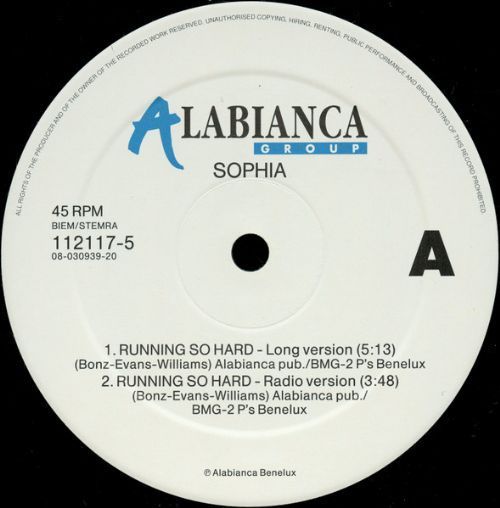 ALL RIGHTS OF THE PRODUCER AND OF THE OWNER OF THE RECORDED WORK RESERVED. UNAUTHORISED COPYING, HIRING, RENTING, PUBLIC PERFORMANCE AND BROADCASTING OF THIS RECORD PROHIBITED
ALABIANCA
GROUP
SOPHIA
45 RPM
BIEM/STEMRA
112117-5
08-030939-20
A
1. RUNNING SO HARD - Long version (5:13)
(Bonz-Evans-Williams) Alabianca pub./BMG-2 P's Benelux
2. RUNNING SO HARD - Radio version (3:48)
(Bonz-Evans-Williams) Alabianca pub./
BMG-2 P's Benelux
℗ Alabianca Benelux